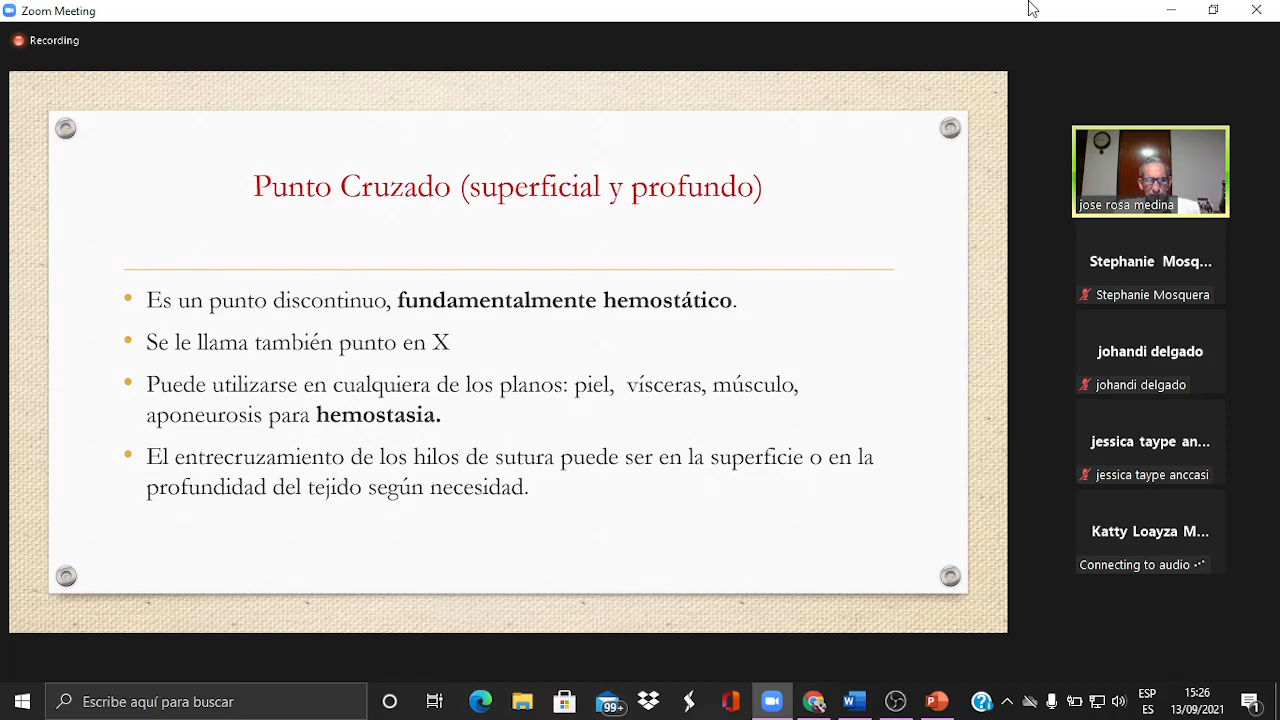 Zoom Meeting
Recording
Punto Cruzado (superficial y profundo)
Es un punto discontinuo, fundamentalmente hemostático.
Se le llama también punto en X
Puede utilizarse en cualquiera de los planos: piel, vísceras, músculo,
aponeurosis para hemostasia.
El entrecruzamiento de los hilos de sutura puede ser en la superficie o en la
profundidad del tejido según necesidad.
jose rosa medina
Stephanie Mosq...
Stephanie Mosquera
johandi delgado
johandi delgado
jessica taype an...
jessica taype anccasi
Katty Loayza M...
Connecting to audio
Escribe aquí para buscar
99+
ESP
ES
15:26
13/09/2021
1